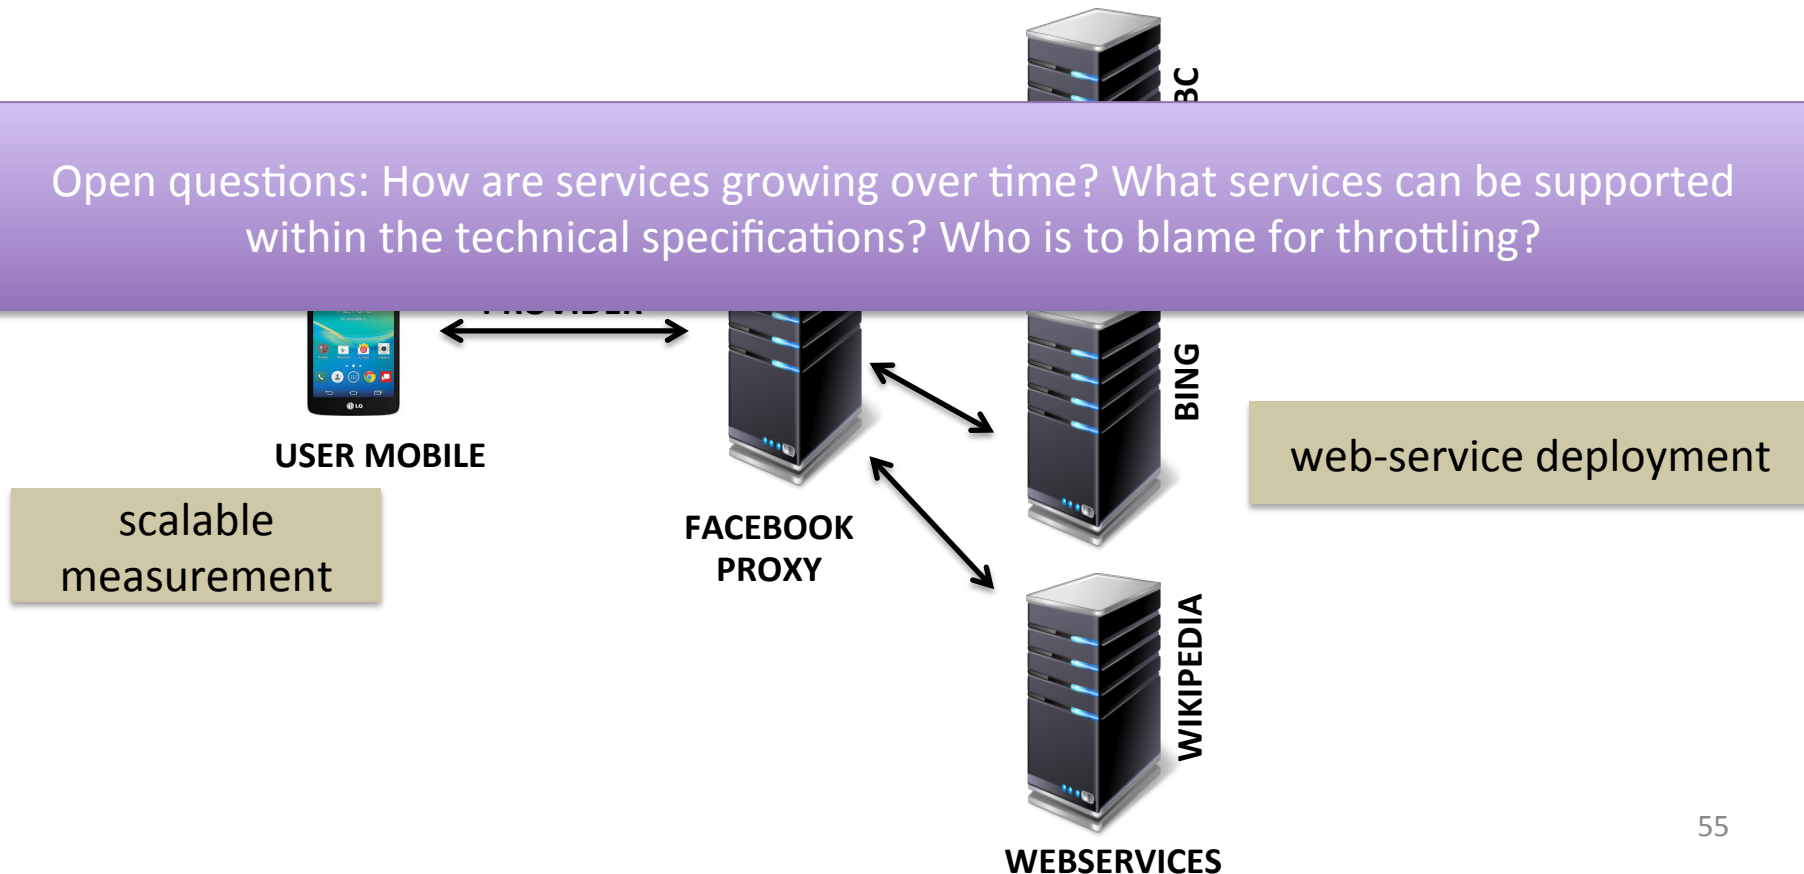 Open questions: How are services growing over time? What services can be supported
within the technical specifications? Who is to blame for throttling?
USER MOBILE
scalable
measurement
FACEBOOK
PROXY
BING
web-service deployment
WIKIPEDIA
WEBSERVICES
55
LG